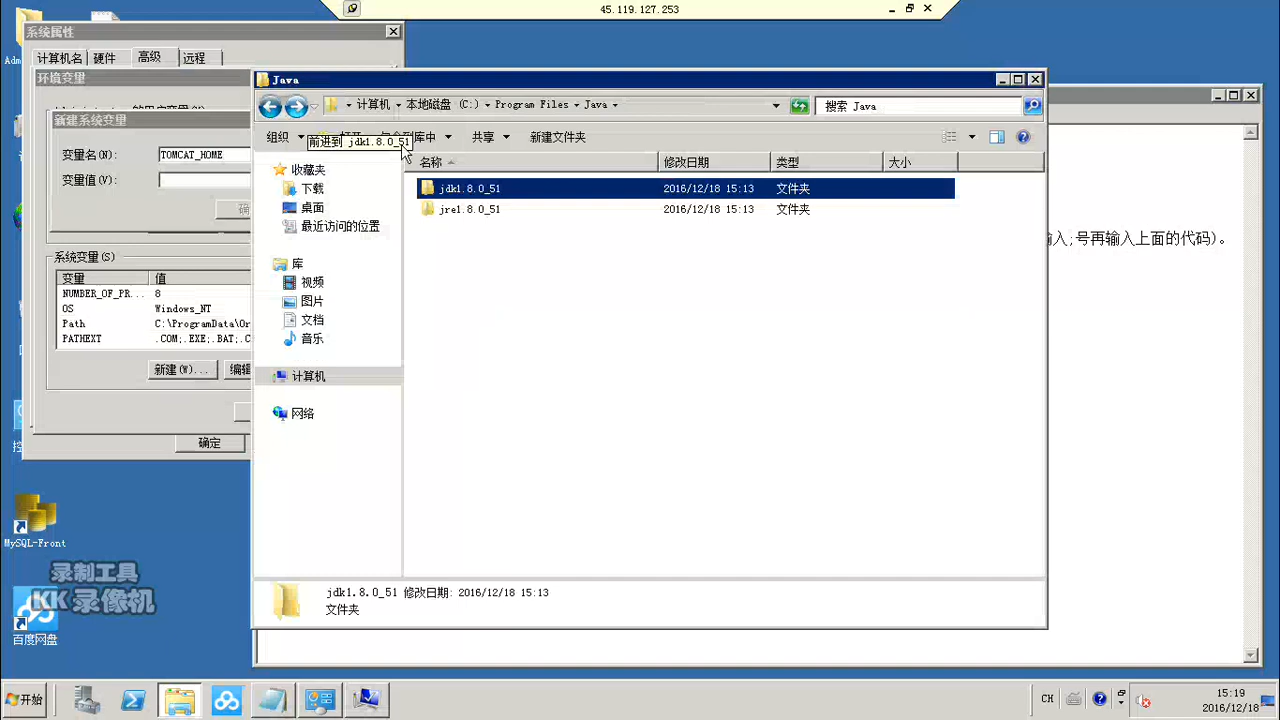 45.119.127.253
系统属性
计算机名 硬件 高级 远程
环境变量
新建系统变量
变量名(N): TOMCAT_HOME
变量值(V):
系统变量(S)
变量 值
NUMBER_OF_PR... 8
OS Windows_NT
Path C:\ProgramData\Or
PATHEXT .COM;.EXE;.BAT;.C
新建(W)... 编辑
确定
Java
计算机 本地磁盘 (C:) Program Files Java
搜索 Java
组织 打开 包含到库中 共享 新建文件夹
前进到 jdk1.8.0_51
名称 修改日期 类型 大小
jdk1.8.0_51 2016/12/18 15:13 文件夹
jre1.8.0_51 2016/12/18 15:13 文件夹
收藏夹
下载
桌面
最近访问的位置
库
视频
图片
文档
音乐
计算机
网络
jdk1.8.0_51 修改日期: 2016/12/18 15:13
文件夹
输入;号再输入上面的代码)。
MySQL-Front
录制工具
KK 录像机
百度网盘
开始
CH
15:19
2016/12/18